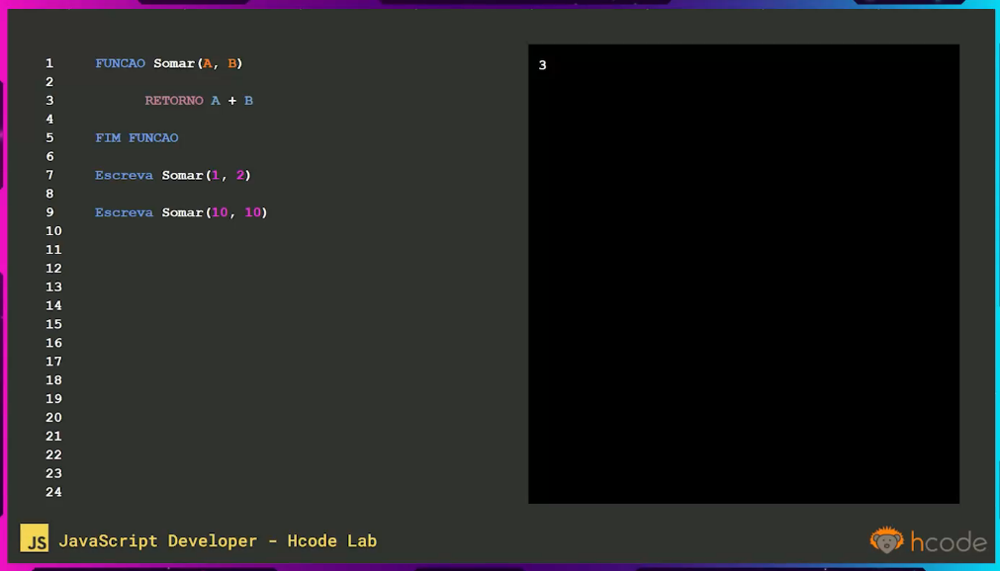 1 FUNCAO Somar(A, B)
2
3 RETORNO A + B
4
5 FIM FUNCAO
6
7 Escreva Somar(1, 2)
8
9 Escreva Somar(10, 10)
10
11
12
13
14
15
16
17
18
19
20
21
22
23
24
3
JS JavaScript Developer - Hcode Lab
hcode